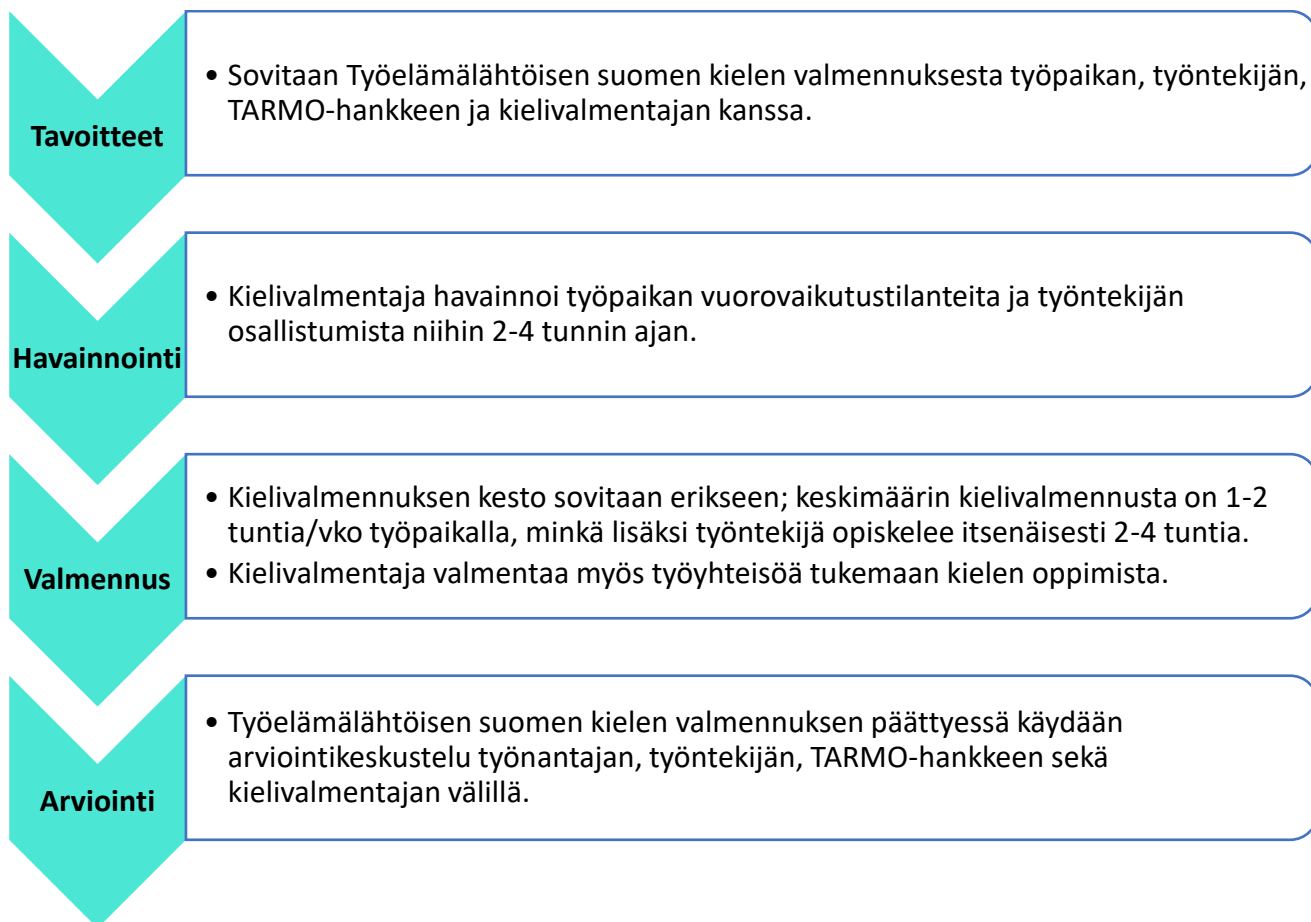 Tavoitteet
• Sovitaan Työelämälähtöisen suomen kielen valmennuksesta työpaikan, työntekijän,
TARMO-hankkeen ja kielivalmentajan kanssa.
Havainnointi
• Kielivalmentaja havainnoi työpaikan vuorovaikutustilanteita ja työntekijän
osallistumista niihin 2-4 tunnin ajan.
Valmennus
• Kielivalmennuksen kesto sovitaan erikseen; keskimäärin kielivalmennusta on 1-2
tuntia/vko työpaikalla, minkä lisäksi työntekijä opiskelee itsenäisesti 2-4 tuntia.
• Kielivalmentaja valmentaa myös työyhteisöä tukemaan kielen oppimista.
Arviointi
• Työelämälähtöisen suomen kielen valmennuksen päättyessä käydään
arviointikeskustelu työnantajan, työntekijän, TARMO-hankkeen sekä
kielivalmentajan välillä.